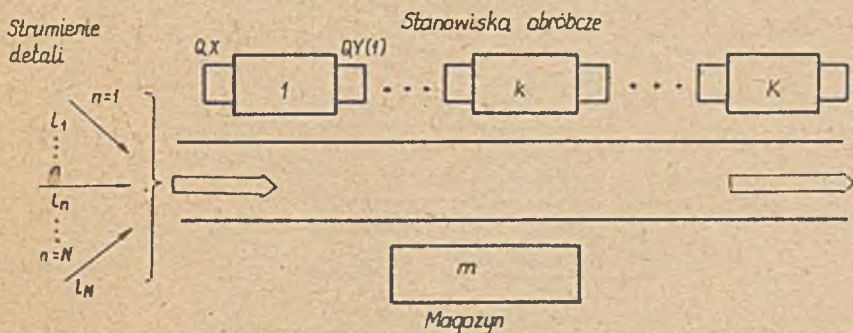 Stanowiska obróbcze
Strumienie
detali
QX
QY(1)
1
k
K
n=1
l1
n
ln
n=N
lN
m
Magazyn